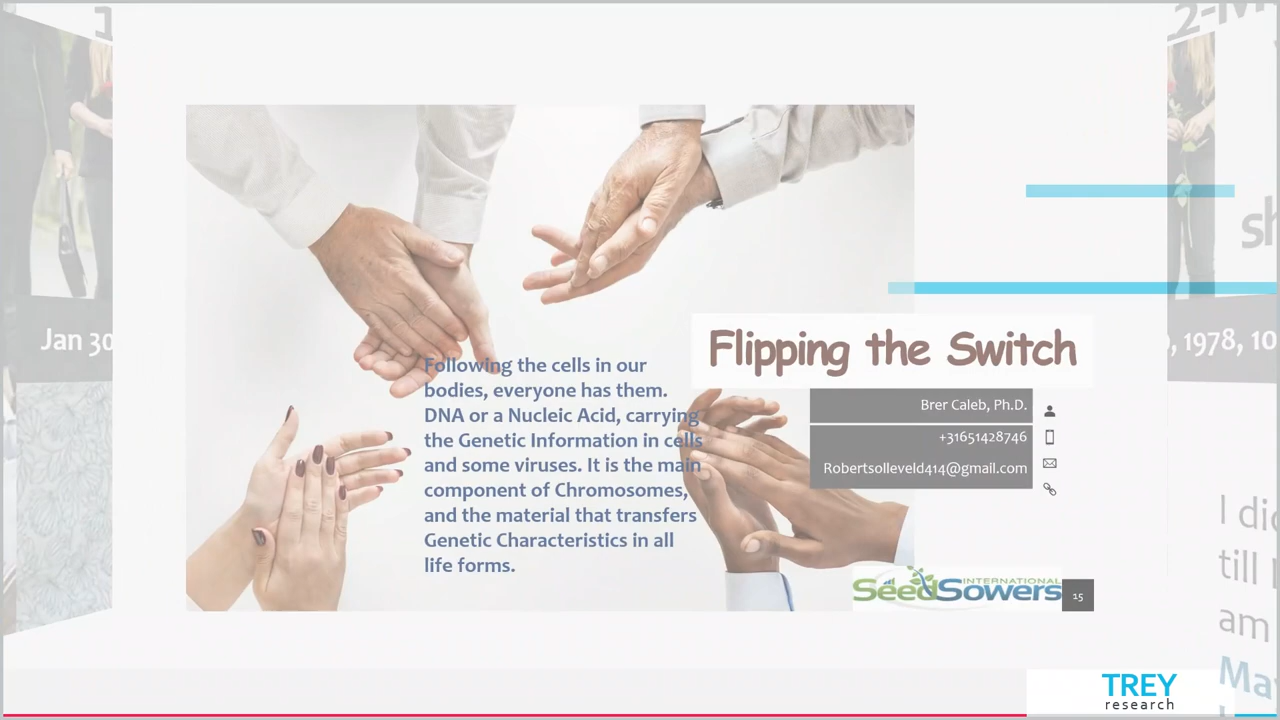 2-M
Jan 30
Following the cells in our
bodies, everyone has them.
DNA or a Nucleic Acid, carrying
the Genetic Information in cells
and some viruses. It is the main
component of Chromosomes,
and the material that transfers
Genetic Characteristics in all
life forms.
Flipping the Switch
Brer Caleb, Ph.D.
+31651428746
Robertsolleveld414@gmail.com
SeedSowers
INTERNATIONAL
15
sh
, 1978, 10
I did
till
am
May
TREY
research